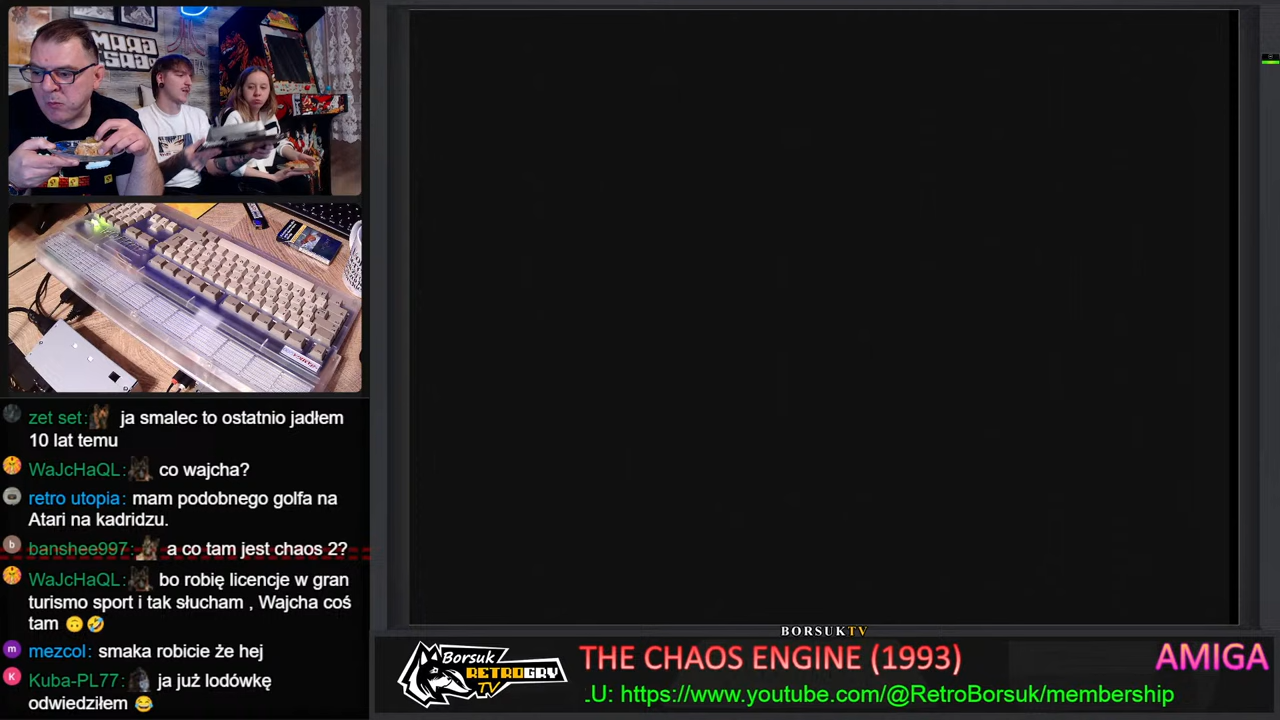 zet set: ja smalec to ostatnio jadłem
10 lat temu
WaJcHaQL: co wajcha?
retro utopia: mam podobnego golfa na
Atari na kadridzu.
banshee997: a co tam jest chaos 2?
WaJcHaQL: bo robię licencje w gran
turismo sport i tak słucham , Wajcha coś
tam 🙃🤣
mezcol: smaka robicie że hej
Kuba-PL77: ja już lodówkę
odwiedziłem 😂
BORSUKTV
Borsuk
RETROGRY
TV
THE CHAOS ENGINE (1993)
AMIGA
.U: https://www.youtube.com/@RetroBorsuk/membership